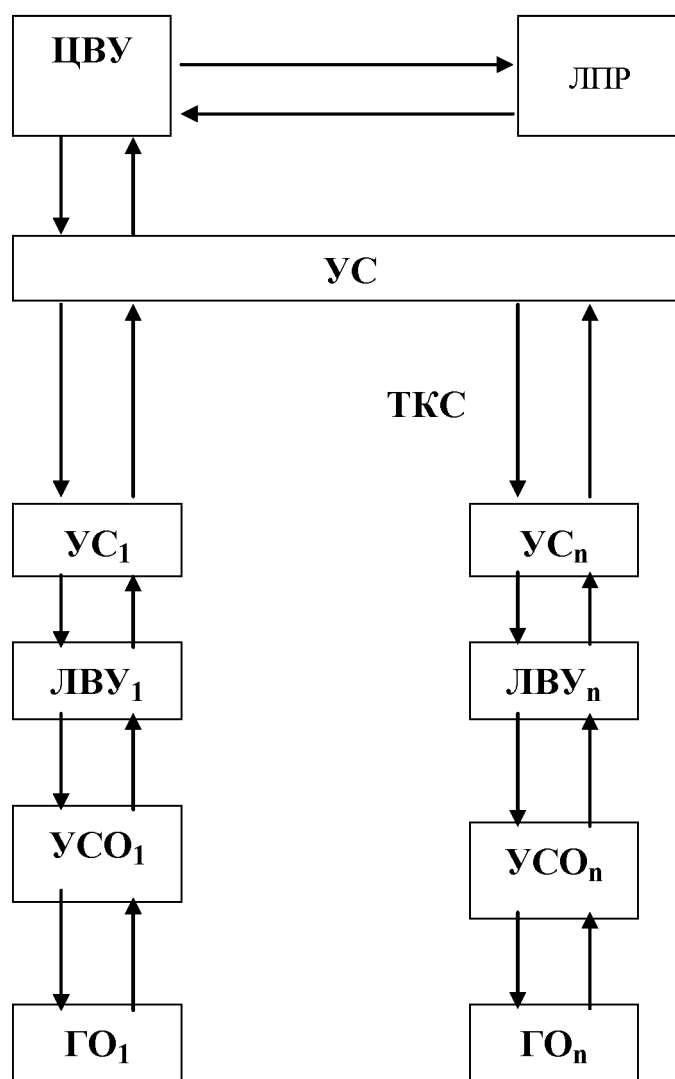 ЦВУ
ЛПР
УС
ТКС
УС₁ УСₙ
ЛВУ₁ ЛВУₙ
УСО₁ УСОₙ
ГО₁ ГОₙ